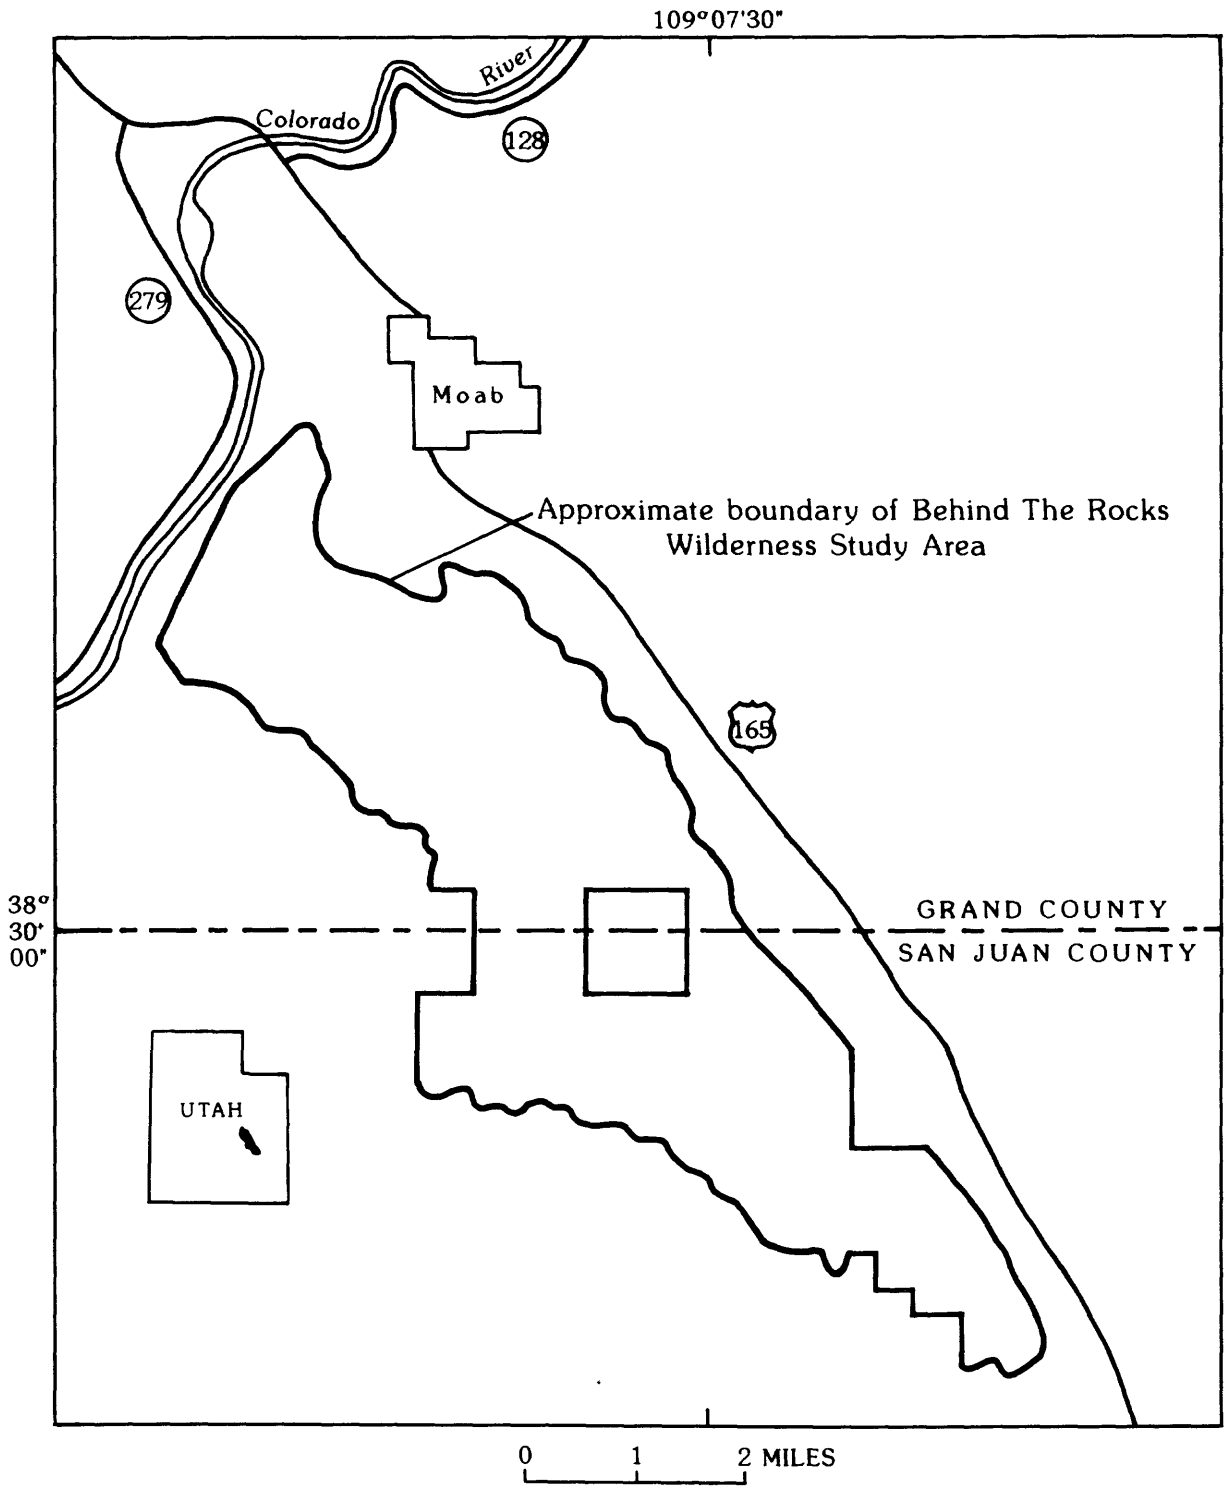 109°07'30"
River
Colorado
128
279
Moab
Approximate boundary of Behind The Rocks
Wilderness Study Area
165
38°
30'
00"
GRAND COUNTY
SAN JUAN COUNTY
UTAH
0 1 2 MILES